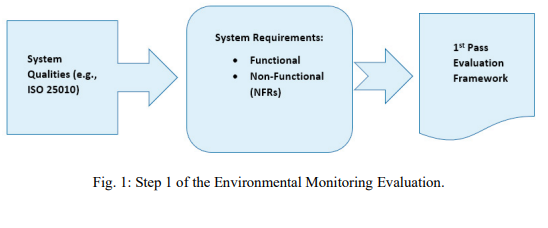 System
Qualities (e.g.,
ISO 25010)
System Requirements:
• Functional
• Non-Functional
(NFRs)
1st Pass
Evaluation
Framework
Fig. 1: Step 1 of the Environmental Monitoring Evaluation.